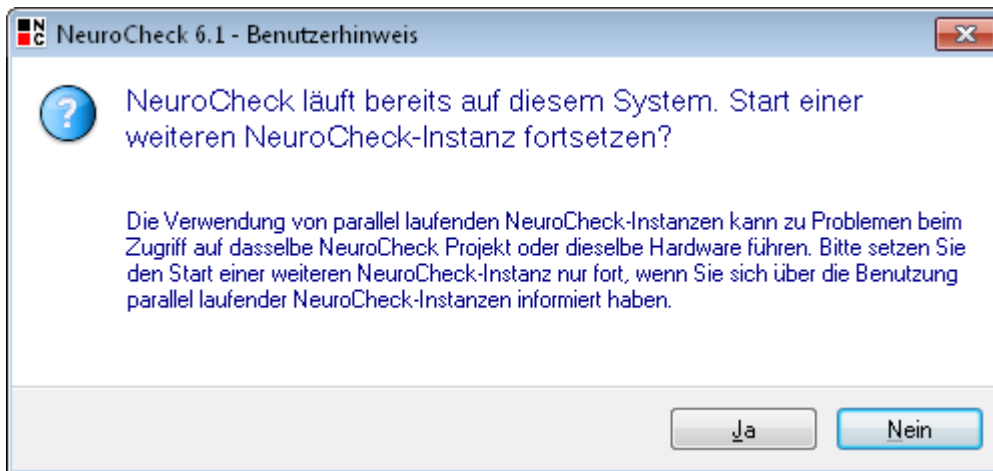 NC NeuroCheck 6.1 - Benutzerhinweis
NeuroCheck läuft bereits auf diesem System. Start einer
weiteren NeuroCheck-Instanz fortsetzen?
Die Verwendung von parallel laufenden NeuroCheck-Instanzen kann zu Problemen beim
Zugriff auf dasselbe NeuroCheck Projekt oder dieselbe Hardware führen. Bitte setzen Sie
den Start einer weiteren NeuroCheck-Instanz nur fort, wenn Sie sich über die Benutzung
parallel laufender NeuroCheck-Instanzen informiert haben.
Ja Nein